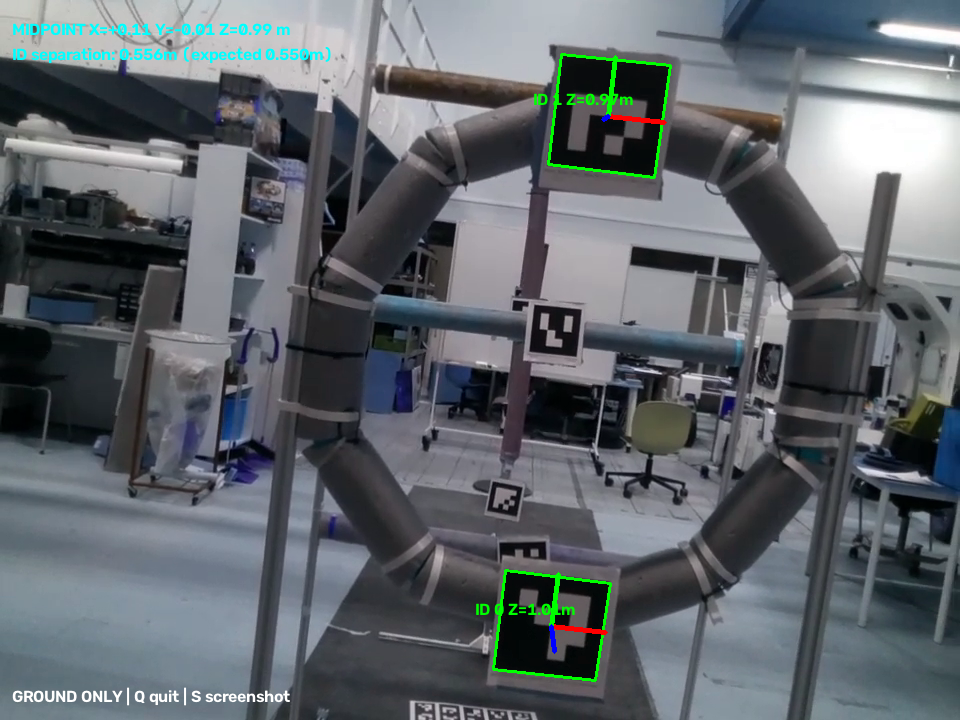 MIDPOINT X=+0.11 Y=-0.01 Z=0.99 m
ID separation: 0.556m (expected 0.550m)
ID 1 Z=0.97m
ID 0 Z=1.01m
GROUND ONLY | Q quit | S screenshot